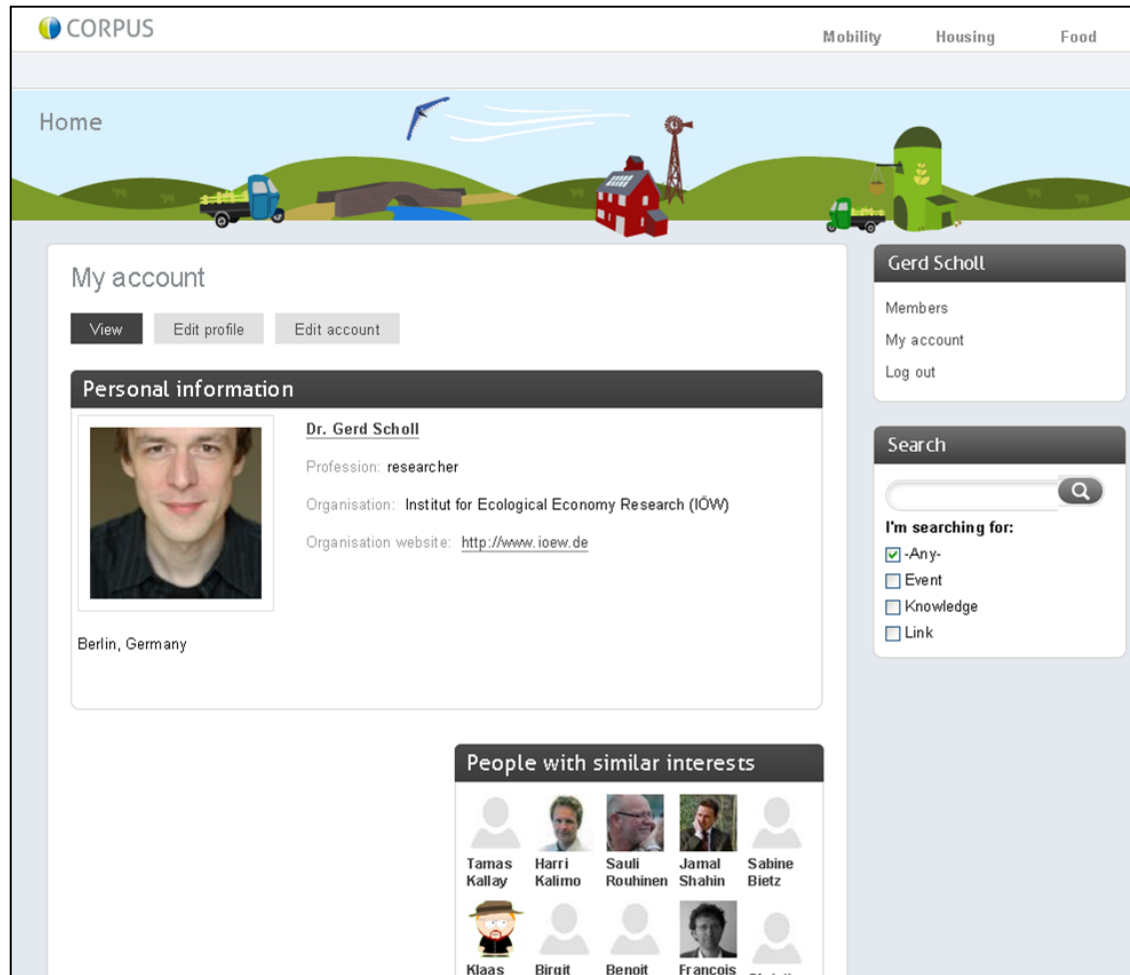 CORPUS
Mobility Housing Food
Home
My account
View Edit profile Edit account
Personal information
Dr. Gerd Scholl
Profession: researcher
Organisation: Institut for Ecological Economy Research (IÖW)
Organisation website: http://www.ioew.de
Berlin, Germany
People with similar interests
Tamas Harri Sauli Jamal Sabine
Kallay Kalimo Rouhinen Shahin Bietz
Klaas Birgit Benoit Francois
Gerd Scholl
Members
My account
Log out
Search
I'm searching for:
-Any-
Event
Knowledge
Link